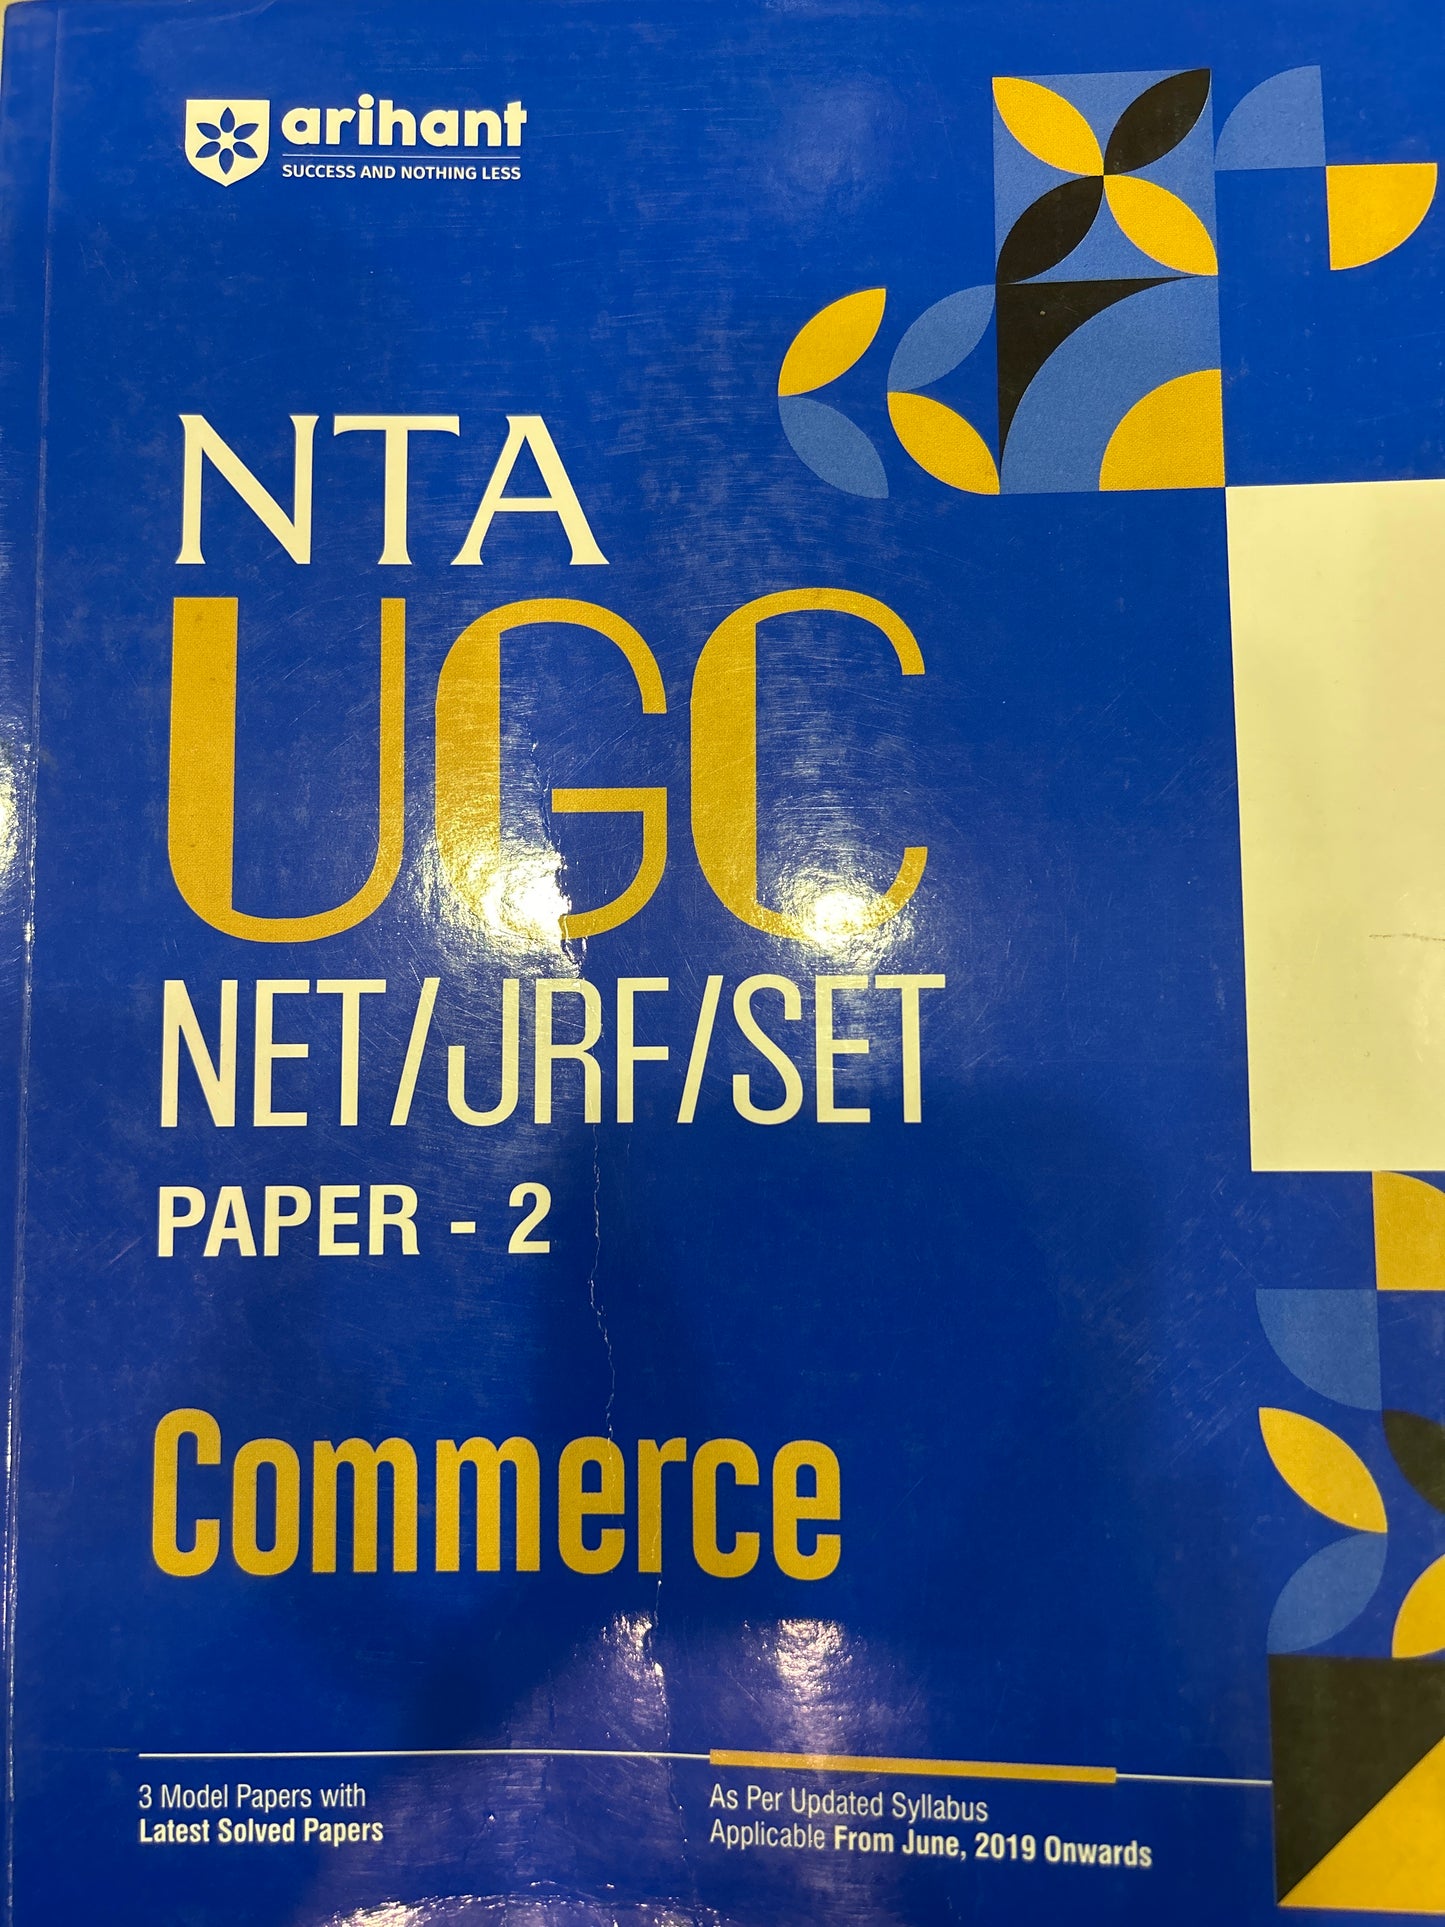 arihant
SUCCESS AND NOTHING LESS
NTA
UGC
NET/JRF/SET
PAPER - 2
Commerce
3 Model Papers with
Latest Solved Papers
As Per Updated Syllabus
Applicable From June, 2019 Onwards